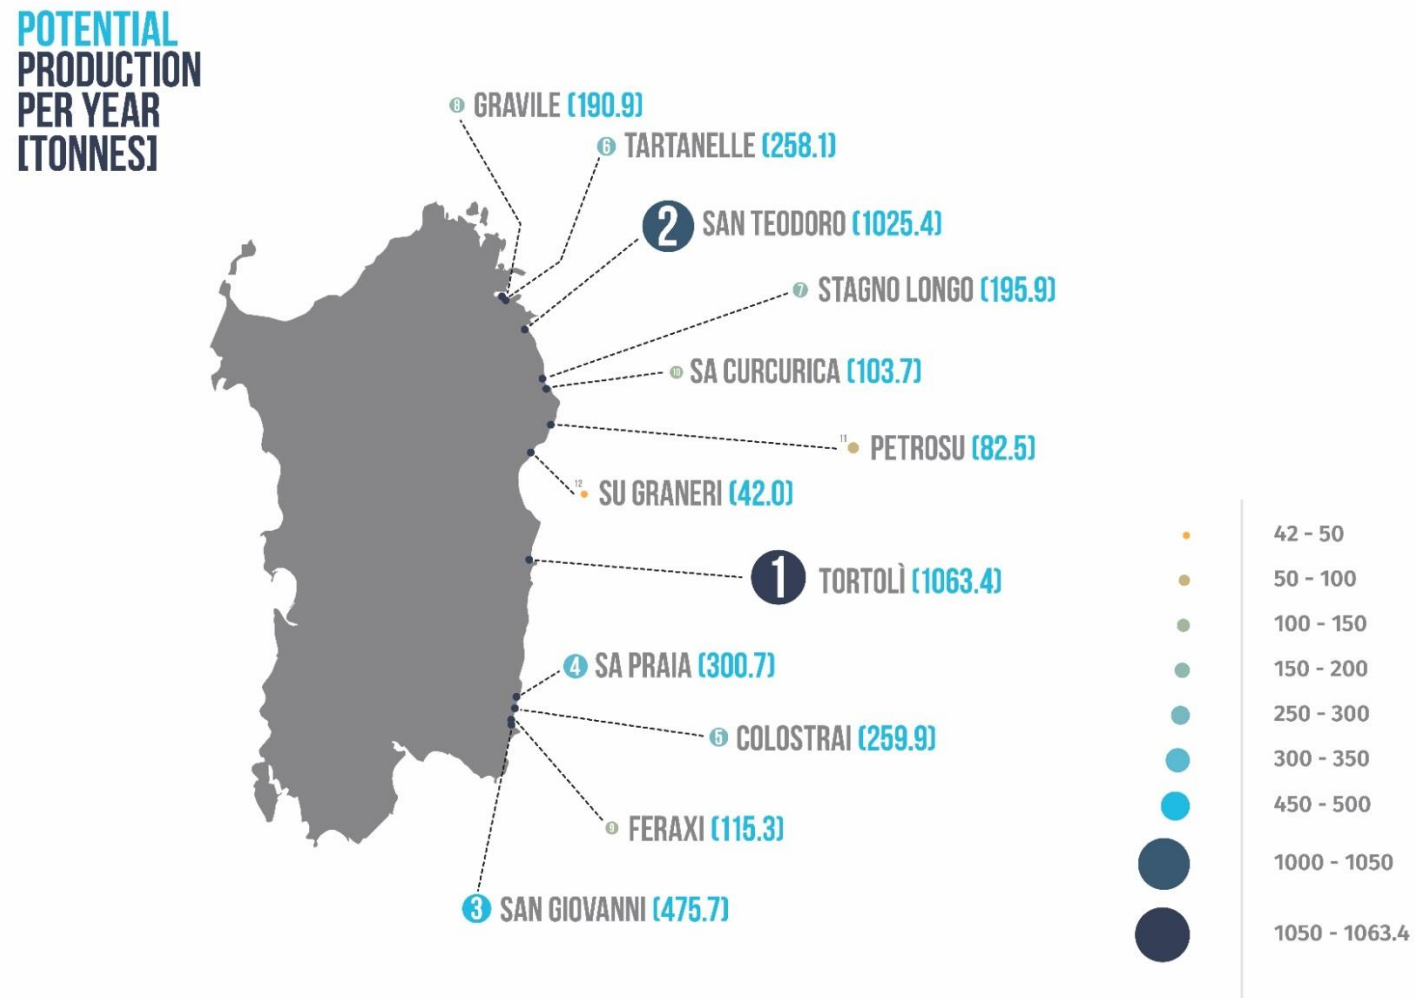 POTENTIAL
PRODUCTION
PER YEAR
[TONNES]
8 GRAVILE (190.9)
6 TARTANELLE (258.1)
2 SAN TEODORO (1025.4)
7 STAGNO LONGO (195.9)
10 SA CURCURICA (103.7)
11 PETROSU (82.5)
12 SU GRANERI (42.0)
1 TORTOLÌ (1063.4)
4 SA PRAIA (300.7)
5 COLOSTRAI (259.9)
9 FERAXI (115.3)
3 SAN GIOVANNI (475.7)
42 - 50
50 - 100
100 - 150
150 - 200
250 - 300
300 - 350
450 - 500
1000 - 1050
1050 - 1063.4